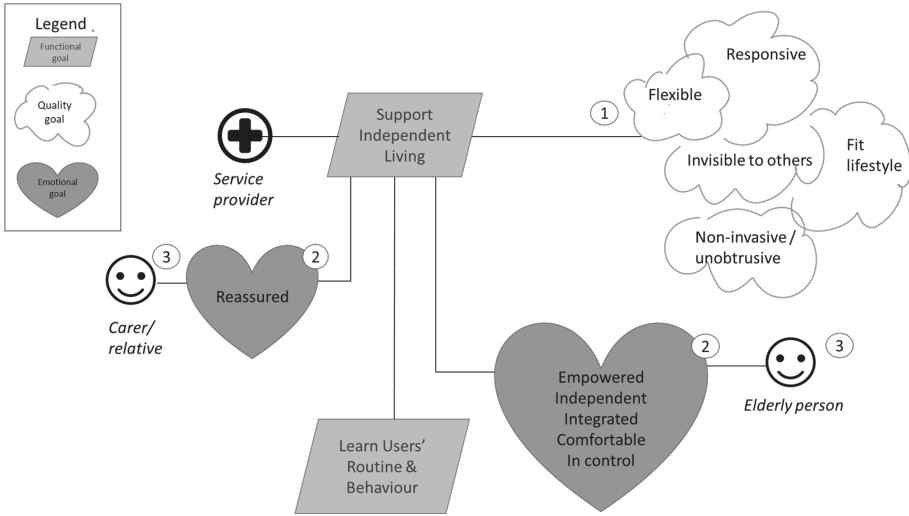 Legend
Functional
goal
Quality
goal
Emotional
goal
Support
Independent
Living
Service
provider
1
Responsive
Flexible
Invisible to others
Fit
lifestyle
Non-invasive /
unobtrusive
3
2
Reassured
Carer/
relative
2
3
Empowered
Independent
Integrated
Comfortable
In control
Elderly person
Learn Users'
Routine &
Behaviour